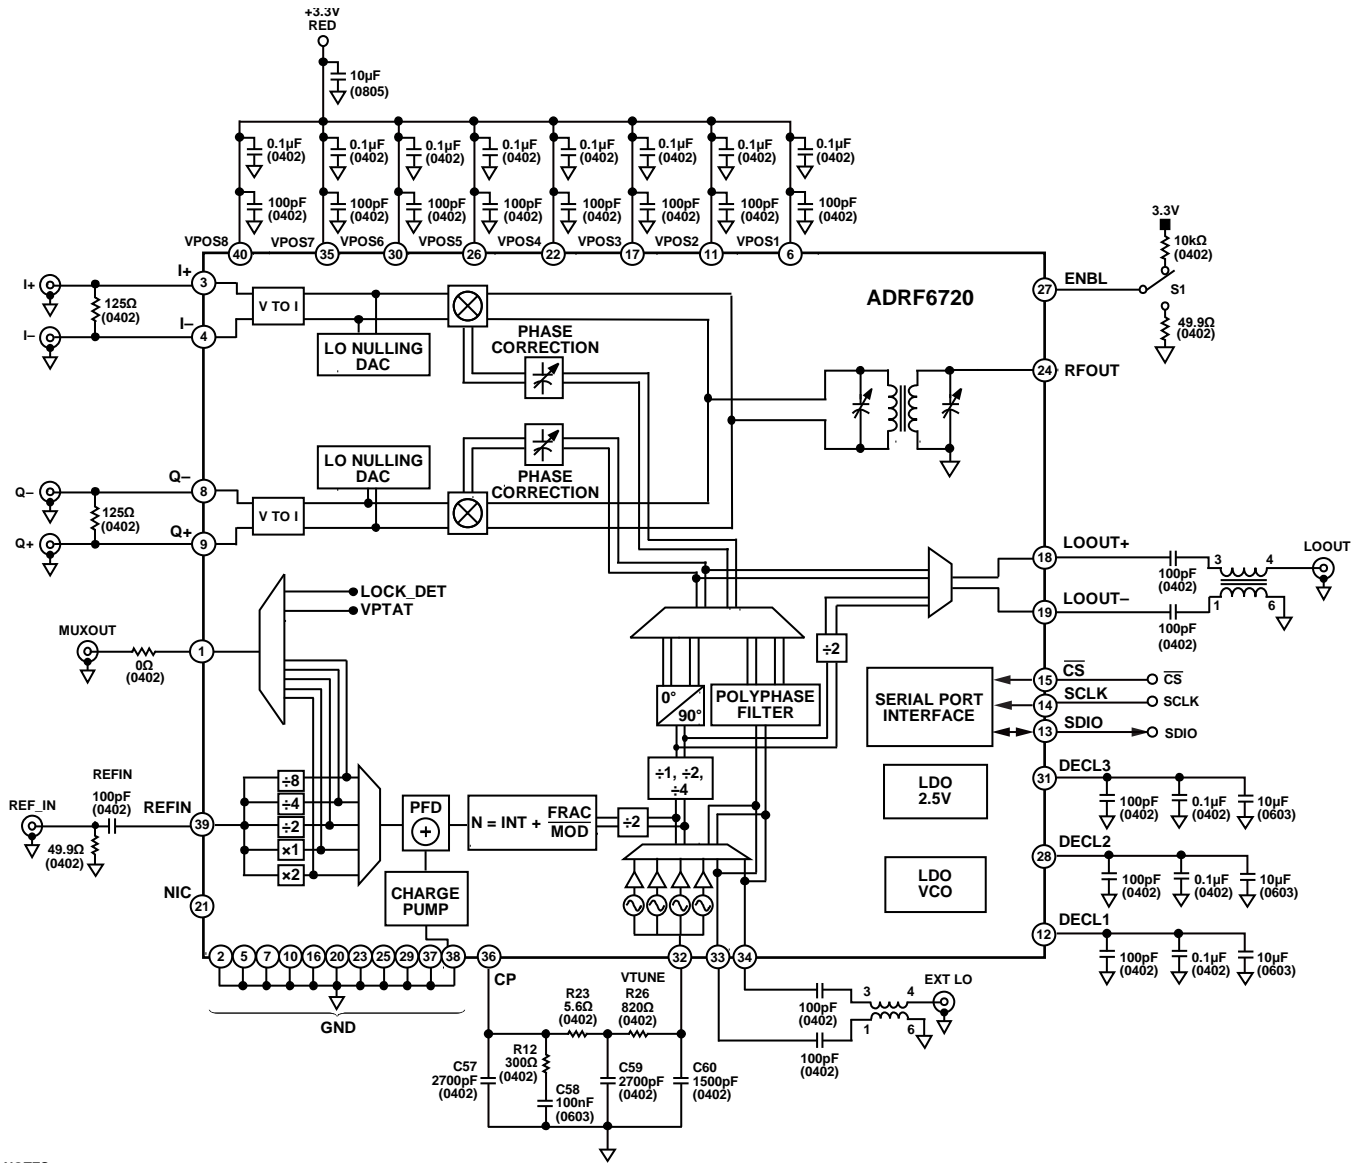 +3.3V
RED
10µF
(0805)
0.1µF
(0402)
0.1µF
(0402)
0.1µF
(0402)
0.1µF
(0402)
0.1µF
(0402)
0.1µF
(0402)
0.1µF
(0402)
0.1µF
(0402)
100pF
(0402)
100pF
(0402)
100pF
(0402)
100pF
(0402)
100pF
(0402)
100pF
(0402)
100pF
(0402)
100pF
(0402)
VPOS8
VPOS7
VPOS6
VPOS5
VPOS4
VPOS3
VPOS2
VPOS1
40
35
30
26
22
17
11
6
3.3V
10kΩ
(0402)
S1
49.9Ω
(0402)
27
ENBL
ADRF6720
I+
I+
3
125Ω
(0402)
I–
I–
4
V TO I
LO NULLING
DAC
PHASE
CORRECTION
24
RFOUT
LO NULLING
DAC
PHASE
CORRECTION
Q–
Q–
8
125Ω
(0402)
Q+
Q+
9
V TO I
18
LOOUT+
100pF
(0402)
3
4
LOOUT
19
LOOUT–
100pF
(0402)
1
6
LOCK_DET
VPTAT
MUXOUT
0Ω
(0402)
1
÷2
0°
90°
POLYPHASE
FILTER
SERIAL PORT
INTERFACE
15
CS
CS
14
SCLK
SCLK
13
SDIO
SDIO
÷1, ÷2,
÷4
LDO
2.5V
31
DECL3
100pF
(0402)
0.1µF
(0402)
10µF
(0603)
REFIN
100pF
(0402)
REF_IN
REFIN
39
49.9Ω
(0402)
÷8
÷4
÷2
×1
×2
PFD
+
N = INT +
FRAC
MOD
÷2
CHARGE
PUMP
LDO
VCO
28
DECL2
100pF
(0402)
0.1µF
(0402)
10µF
(0603)
NIC
21
12
DECL1
100pF
(0402)
0.1µF
(0402)
10µF
(0603)
2
5
7
10
16
20
23
25
29
37
38
36
32
33
34
GND
CP
VTUNE
R23
5.6Ω
(0402)
R26
820Ω
(0402)
R12
300Ω
(0402)
C57
2700pF
(0402)
C58
100nF
(0603)
C59
2700pF
(0402)
C60
1500pF
(0402)
100pF
(0402)
100pF
(0402)
3
4
1
6
EXT LO